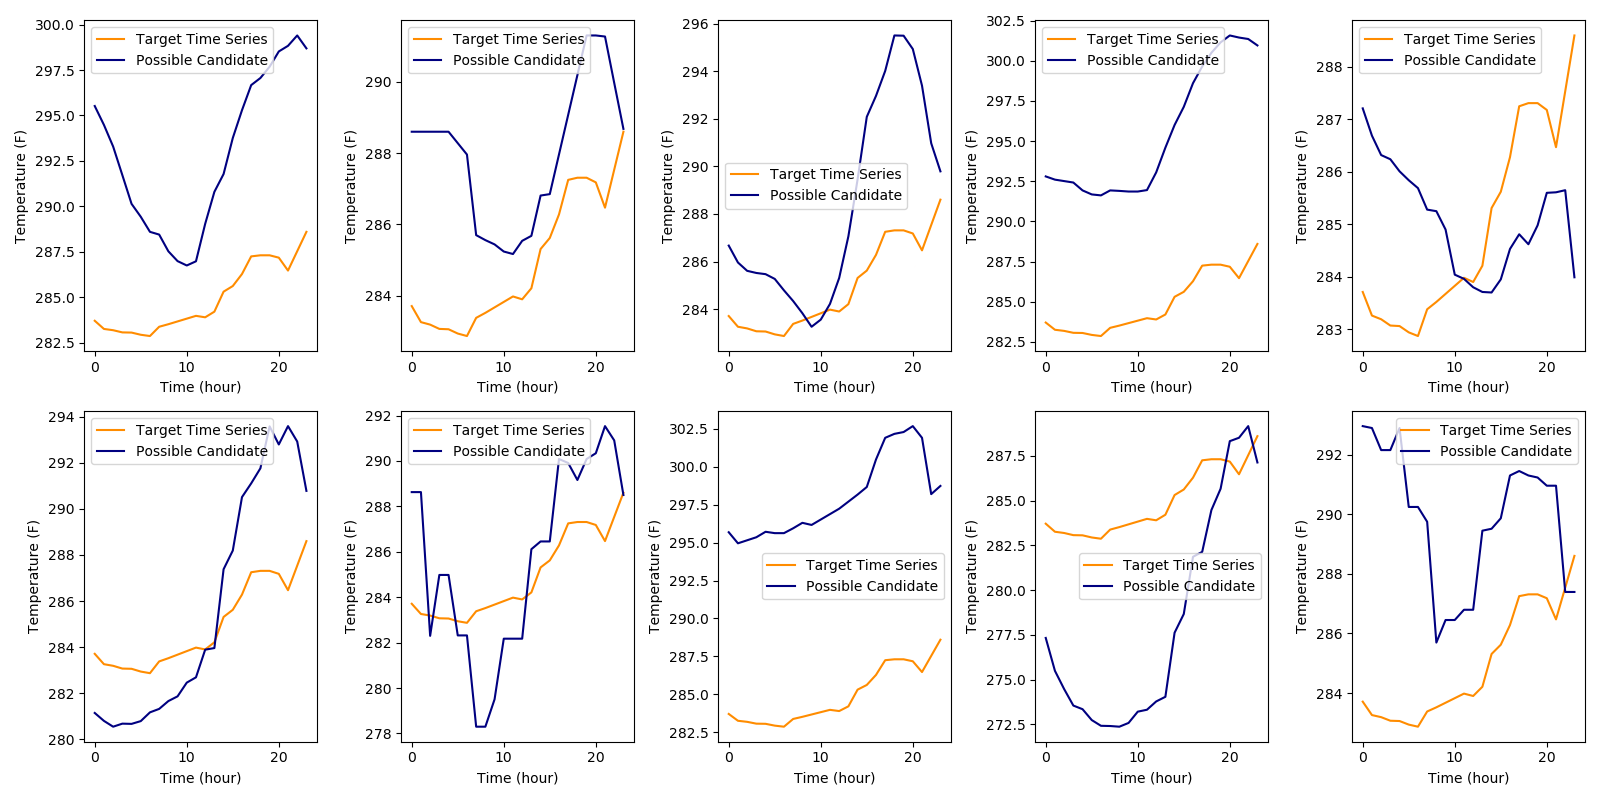 Target Time Series
Possible Candidate
300.0
297.5
295.0
292.5
290.0
287.5
285.0
282.5
0
20
Time (hour)
Temperature (F)
Target Time Series
Possible Candidate
290
288
286
284
0
10
20
Time (hour)
Temperature (F)
Target Time Series
Possible Candidate
296
294
292
290
288
286
284
0
10
20
Time (hour)
Temperature (F)
Target Time Series
Possible Candidate
302.5
300.0
297.5
295.0
292.5
290.0
287.5
285.0
282.5
0
10
20
Time (hour)
Temperature (F)
Target Time Series
Possible Candidate
288
287
286
285
284
283
0
10
20
Time (hour)
Temperature (F)
Target Time Series
Possible Candidate
294
292
290
288
286
284
282
280
0
10
20
Time (hour)
Temperature (F)
Target Time Series
Possible Candidate
292
290
288
286
284
282
280
278
0
10
20
Time (hour)
Temperature (F)
Target Time Series
Possible Candidate
302.5
300.0
297.5
295.0
292.5
290.0
287.5
285.0
282.5
0
10
20
Time (hour)
Temperature (F)
Target Time Series
Possible Candidate
287.5
285.0
282.5
280.0
277.5
275.0
272.5
0
10
20
Time (hour)
Temperature (F)
Target Time Series
Possible Candidate
292
290
288
286
284
0
10
20
Time (hour)
Temperature (F)